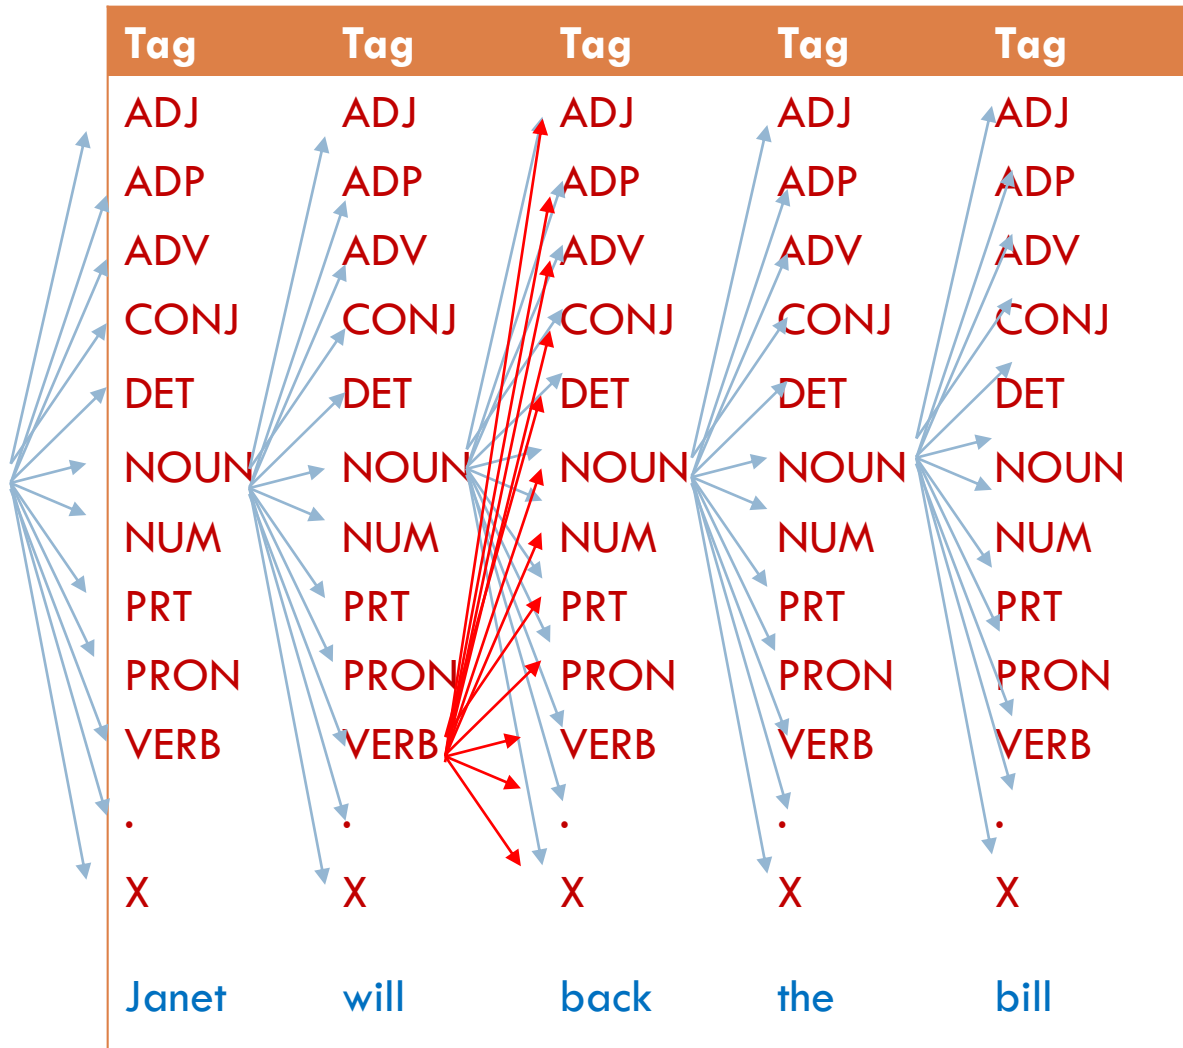 Tag Tag Tag Tag Tag
ADJ ADJ ADJ ADJ ADJ
ADP ADP ADP ADP ADP
ADV ADV ADV ADV ADV
CONJ CONJ CONJ CONJ CONJ
DET DET DET DET DET
NOUN NOUN NOUN NOUN NOUN
NUM NUM NUM NUM NUM
PRT PRT PRT PRT PRT
PRON PRON PRON PRON PRON
VERB VERB VERB VERB VERB
. . . . .
X X X X X
Janet will back the bill